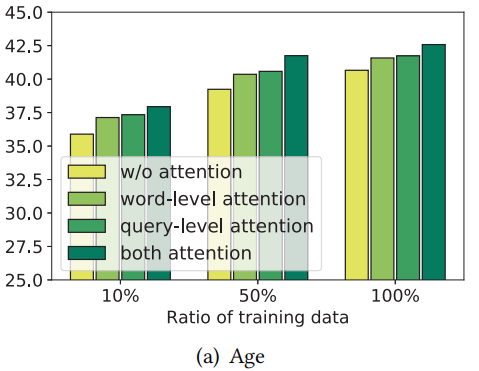 45.0
42.5
40.0
37.5
35.0
32.5
30.0
27.5
25.0
w/o attention
word-level attention
query-level attention
both attention
10% 50% 100%
Ratio of training data
(a) Age